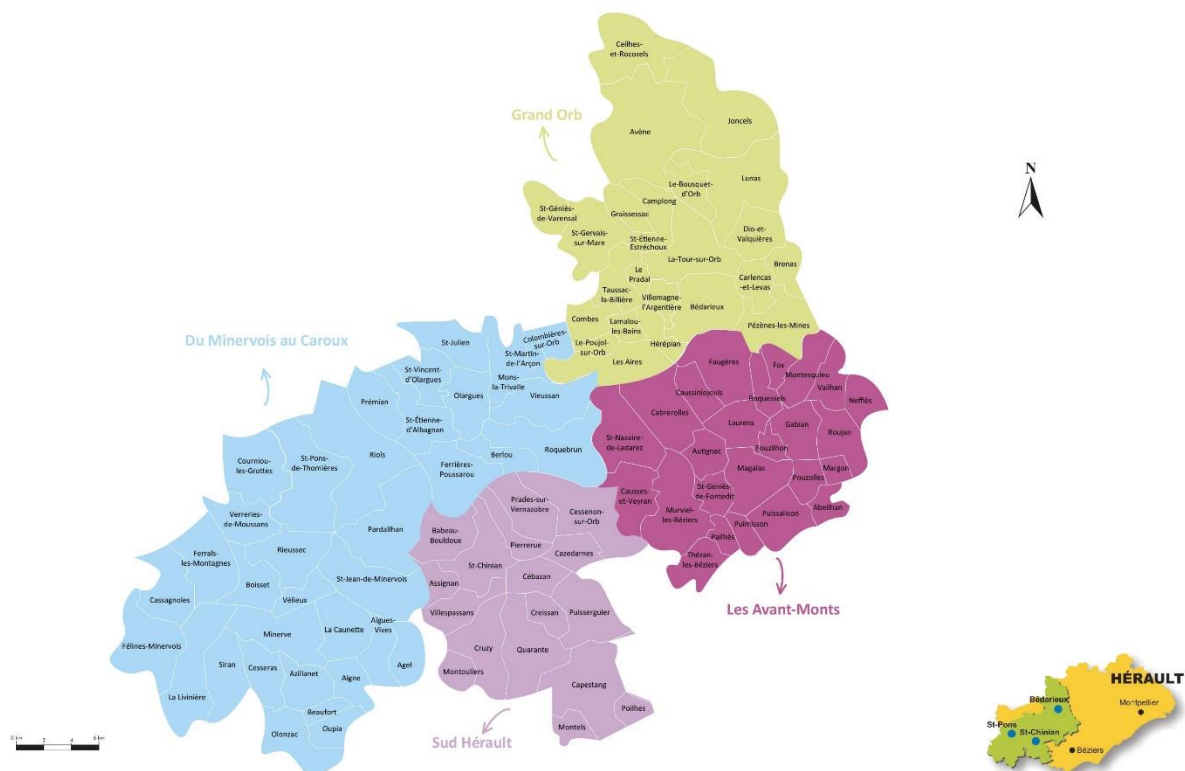 Ceilhes-
et-Rocozels
Grand Orb
Avène
Joncels
N
Lunas
Le-Bousquet-
d'Orb
Camplong
St-Géniès-
de-Varensal
Graissessac
St-Gervais-
sur-Mare
St-Étienne-
Estréchoux
Dio-et-
Valquières
La-Tour-sur-Orb
Brenas
Le
Pradal
Carlencas
-et-Levas
Taussac-
la-Billière
Villemagne-
l'Argentière
Bédarieux
Combes
Lamalou-
les-Bains
Pézènes-les-Mines
Le-Poujol-
sur-Orb
Hérépian
Les Aires
Du Minervois au Caroux
St-Julien
Colombières-
sur-Orb
St-Martin-
de-l'Arçon
St-Vincent-
d'Olargues
Mons-
la-Trivalle
Olargues
Vieussan
Prémian
St-Étienne-
d'Albagnan
Roquebrun
Berlou
Ferrières-
Poussarou
Riols
St-Pons-
de-Thomières
Courniou-
les-Grottes
Verreries-
de-Moussans
Pardailhan
Rieussec
Ferrals-
les-Montagnes
Boisset
St-Jean-de-Minervois
Cassagnoles
Vélieux
La Caunette
Aigues-
Vives
Minerve
Félines-Minervois
Siran
Cesseras
Azillanet
Aigne
Agel
La Livinière
Beaufort
Oupia
Olonzac
Faugères
Fos
Montesquieu
Vailhan
Neffiès
Caussiniojouls
Roquessels
Cabrerolles
Laurens
Gabian
Roujan
St-Nazaire-
de-Ladarez
Autignac
Fouzilhon
Magalas
Margon
Pouzolles
Causses-
et-Veyran
St-Geniès-
de-Fontedit
Abeilhan
Murviel-
les-Béziers
Puissalicon
Puimisson
Pailhès
Thézan-
les-Béziers
Les Avant-Monts
Prades-sur-
Vernazobre
Cessenon-
sur-Orb
Babeau-
Bouldoux
Pierrerue
Cazedarnes
St-Chinian
Cébazan
Assignan
Villespassans
Creissan
Puisserguier
Cruzy
Quarante
Montouliers
Capestang
Poilhes
Montels
Sud Hérault
0 km 2 4 6 km
HÉRAULT
Bédarieux
Montpellier
St-Pons
St-Chinian
Béziers